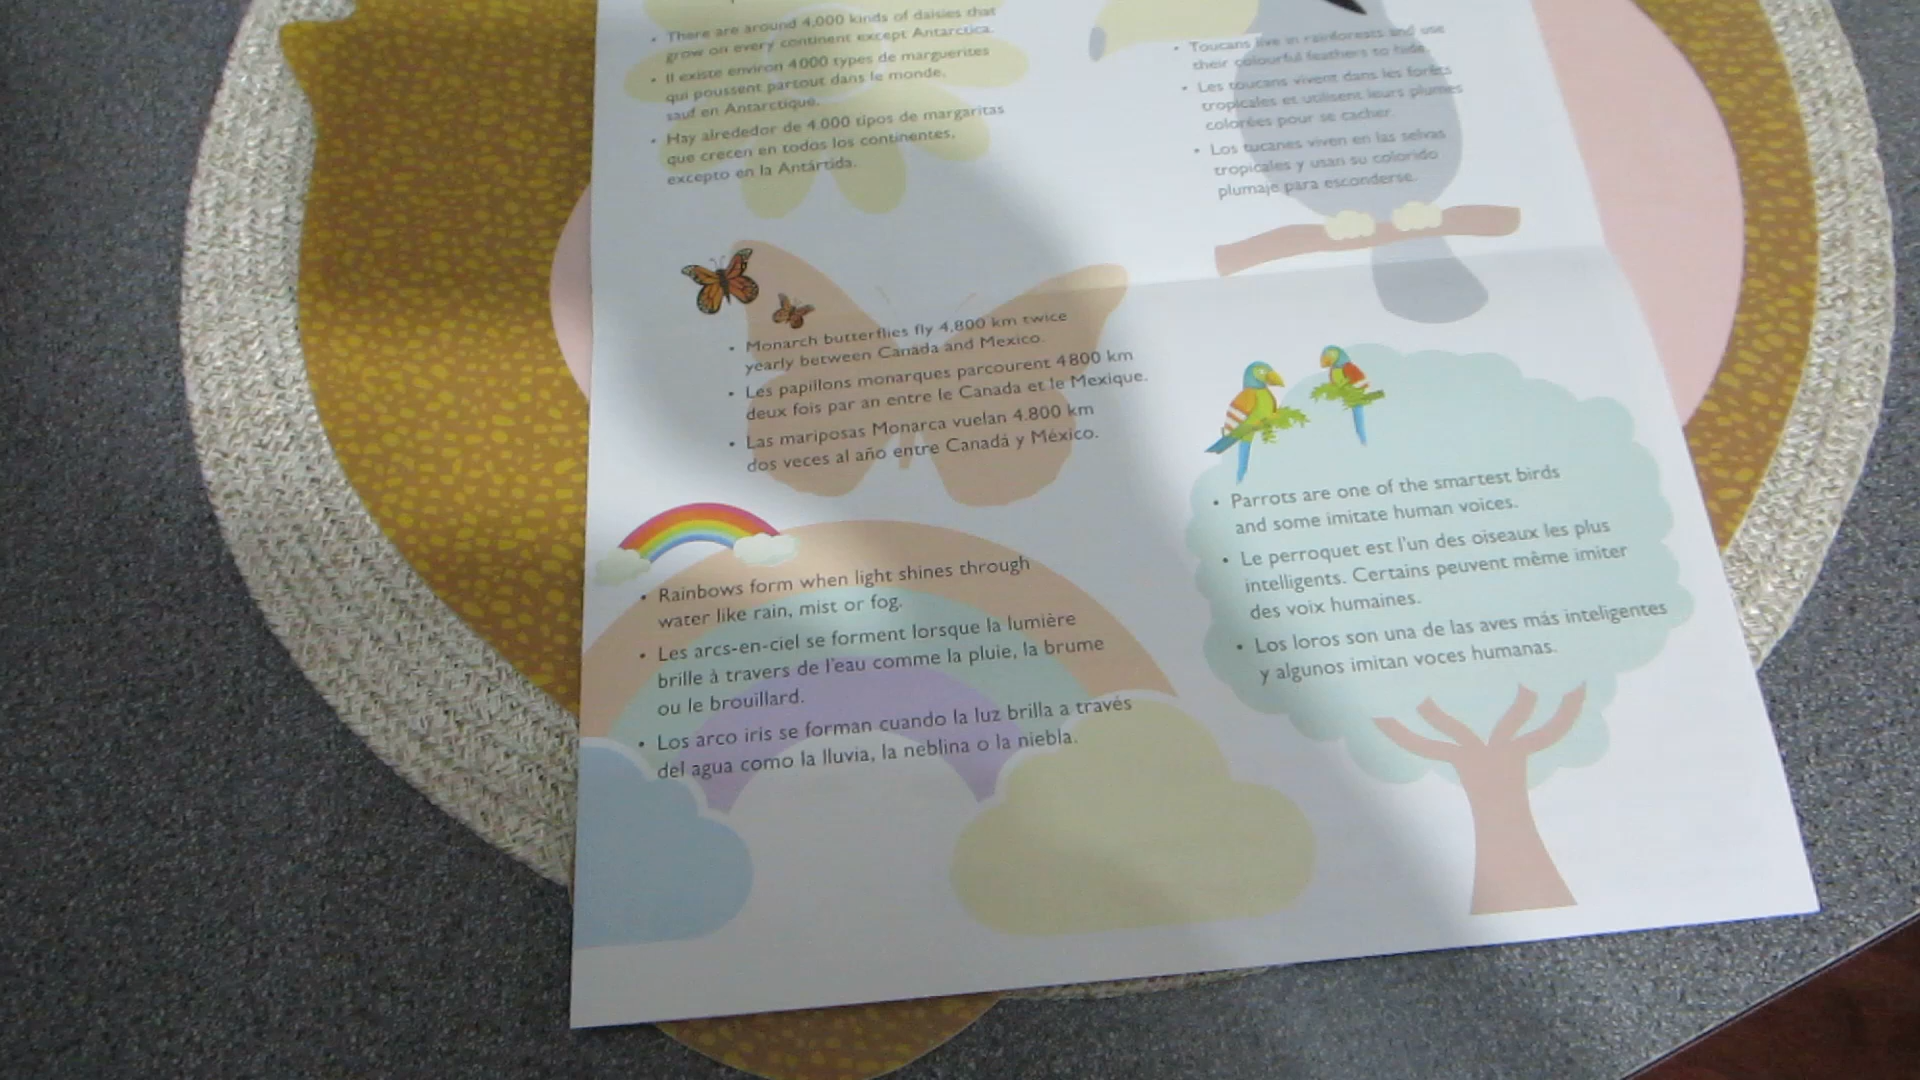 • There are around 4,000 kinds of daisies that
grow on every continent except Antarctica.
• Il existe environ 4000 types de marguerites
qui poussent partout dans le monde,
sauf en Antarctique.
• Hay alrededor de 4.000 tipos de margaritas
que crecen en todos los continentes,
excepto en la Antártida.
• Toucans live in rainforests and use
their colourful feathers to hide.
• Les toucans vivent dans les forêts
tropicales et utilisent leurs plumes
colorées pour se cacher.
• Los tucanes viven en las selvas
tropicales y usan su colorido
plumaje para esconderse.
• Monarch butterflies fly 4,800 km twice
yearly between Canada and Mexico.
• Les papillons monarques parcourent 4800 km
deux fois par an entre le Canada et le Mexique.
• Las mariposas Monarca vuelan 4.800 km
dos veces al año entre Canadá y México.
• Parrots are one of the smartest birds
and some imitate human voices.
• Le perroquet est l'un des oiseaux les plus
intelligents. Certains peuvent même imiter
des voix humaines.
• Los loros son una de las aves más inteligentes
y algunos imitan voces humanas.
• Rainbows form when light shines through
water like rain, mist or fog.
• Les arcs-en-ciel se forment lorsque la lumière
brille à travers de l'eau comme la pluie, la brume
ou le brouillard.
• Los arco iris se forman cuando la luz brilla a través
del agua como la lluvia, la neblina o la niebla.